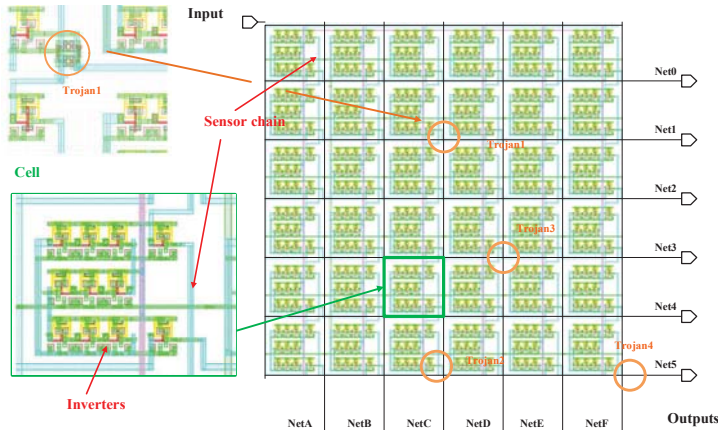 Input
Trojan1
Net0
Sensor chain
Net1
Trojan1
Cell
Net2
Trojan3
Net3
Net4
Trojan4
Trojan2
Net5
Inverters
NetA
NetB
NetC
NetD
NetE
NetF
Outputs